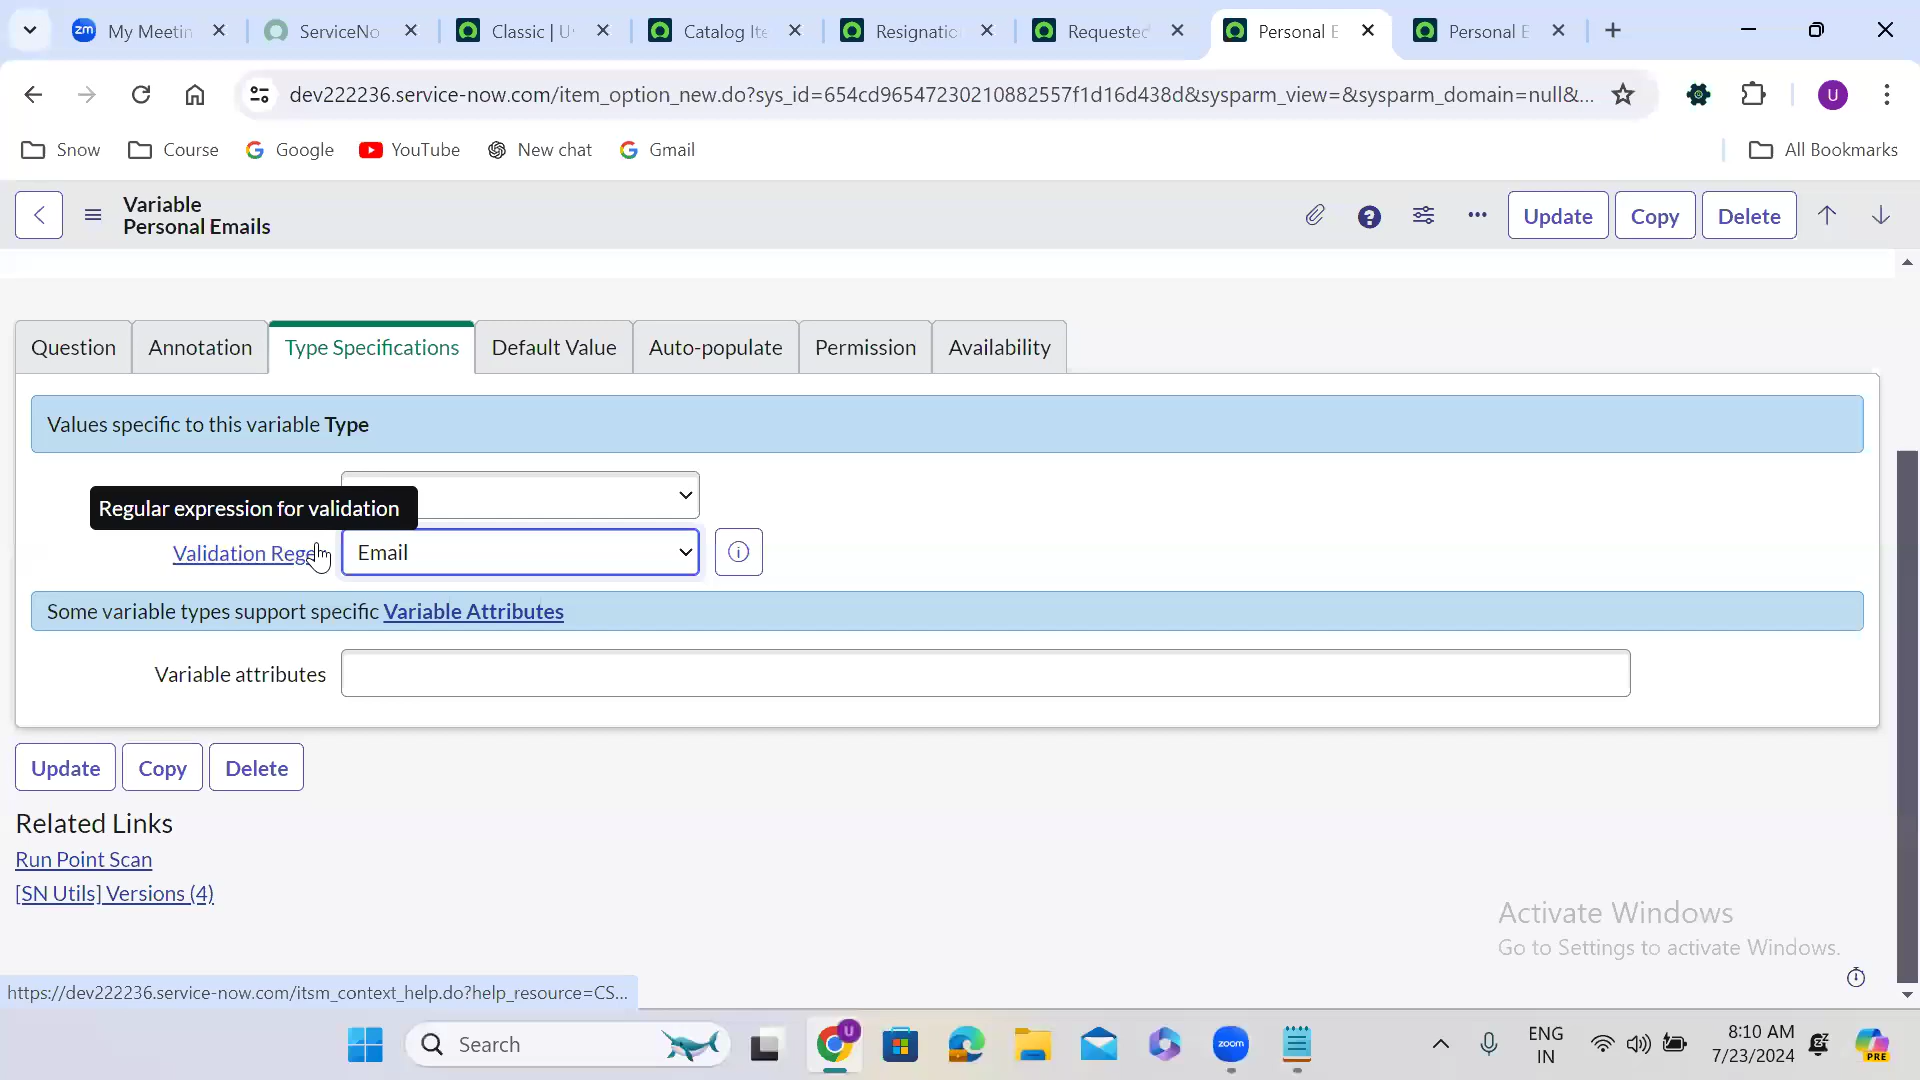 zm My Meetin
ServiceNo
Classic | U
Catalog Ite
Resignatio
Requested
Personal E
Personal E
dev222236.service-now.com/item_option_new.do?sys_id=654cd96547230210882557f1d16d438d&sysparm_view=&sysparm_domain=null&...
U
Snow
Course
Google
YouTube
New chat
Gmail
All Bookmarks
Variable
Personal Emails
Update
Copy
Delete
Question
Annotation
Type Specifications
Default Value
Auto-populate
Permission
Availability
Values specific to this variable Type
Regular expression for validation
Validation Rege
Email
Some variable types support specific Variable Attributes
Variable attributes
Update
Copy
Delete
Related Links
Run Point Scan
[SN Utils] Versions (4)
Activate Windows
Go to Settings to activate Windows.
https://dev222236.service-now.com/itsm_context_help.do?help_resource=CS...
Search
U
zoom
ENG
IN
8:10 AM
7/23/2024
PRE